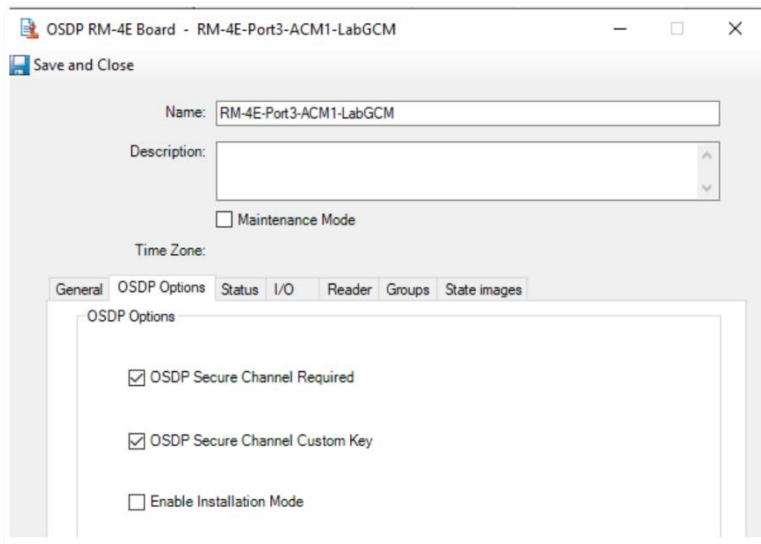 OSDP RM-4E Board - RM-4E-Port3-ACM1-LabGCM
Save and Close
Name: RM-4E-Port3-ACM1-LabGCM
Description:
Maintenance Mode
Time Zone:
General OSDP Options Status I/O Reader Groups State images
OSDP Options
OSDP Secure Channel Required
OSDP Secure Channel Custom Key
Enable Installation Mode